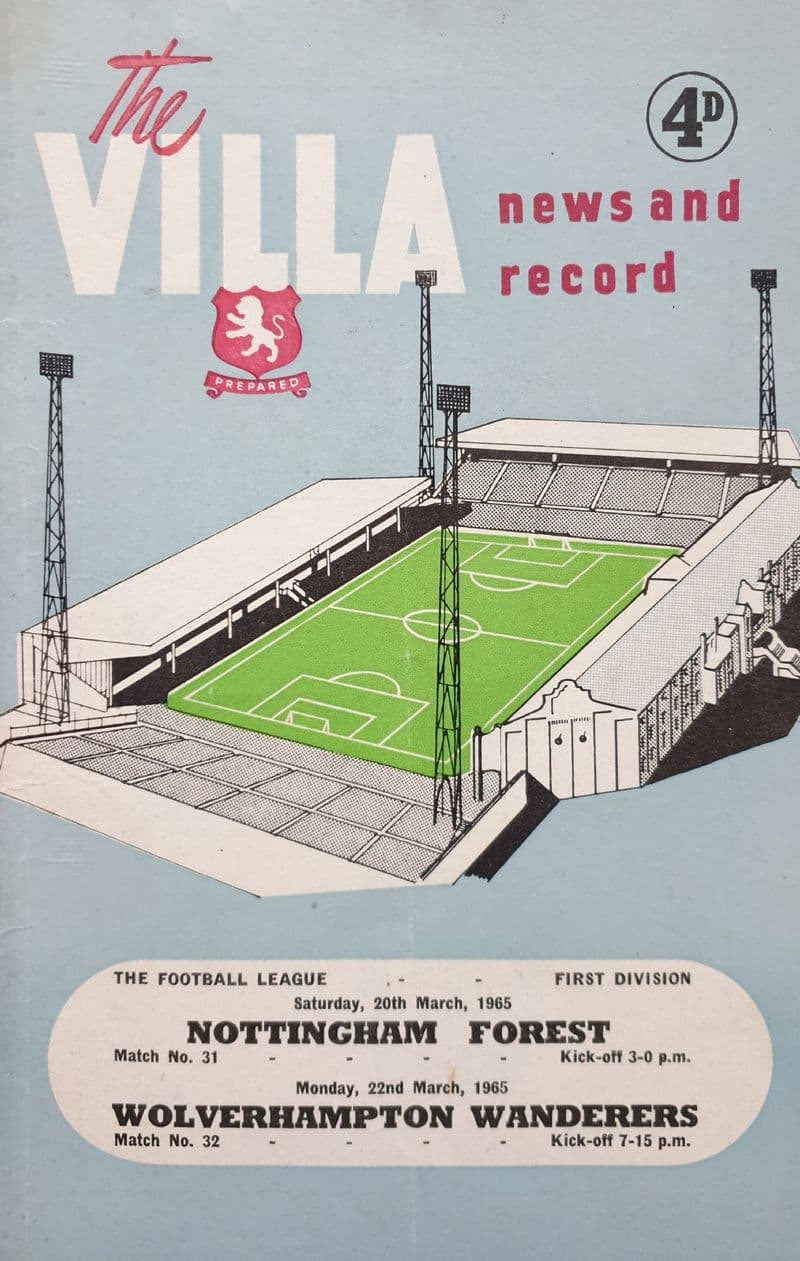 The
VILLA
4D
news and
record
PREPARED
THE FOOTBALL LEAGUE - - FIRST DIVISION
Saturday, 20th March, 1965
NOTTINGHAM FOREST
Match No. 31 - - - - Kick-off 3-0 p.m.
Monday, 22nd March, 1965
WOLVERHAMPTON WANDERERS
Match No. 32 - - - - Kick-off 7-15 p.m.